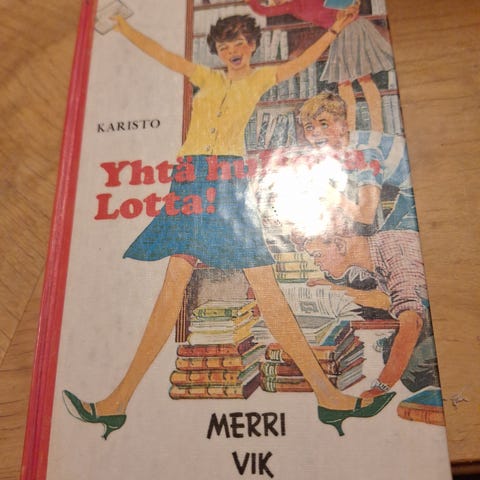 KARISTO
Yhtä
Lotta!
MERRI
VIK